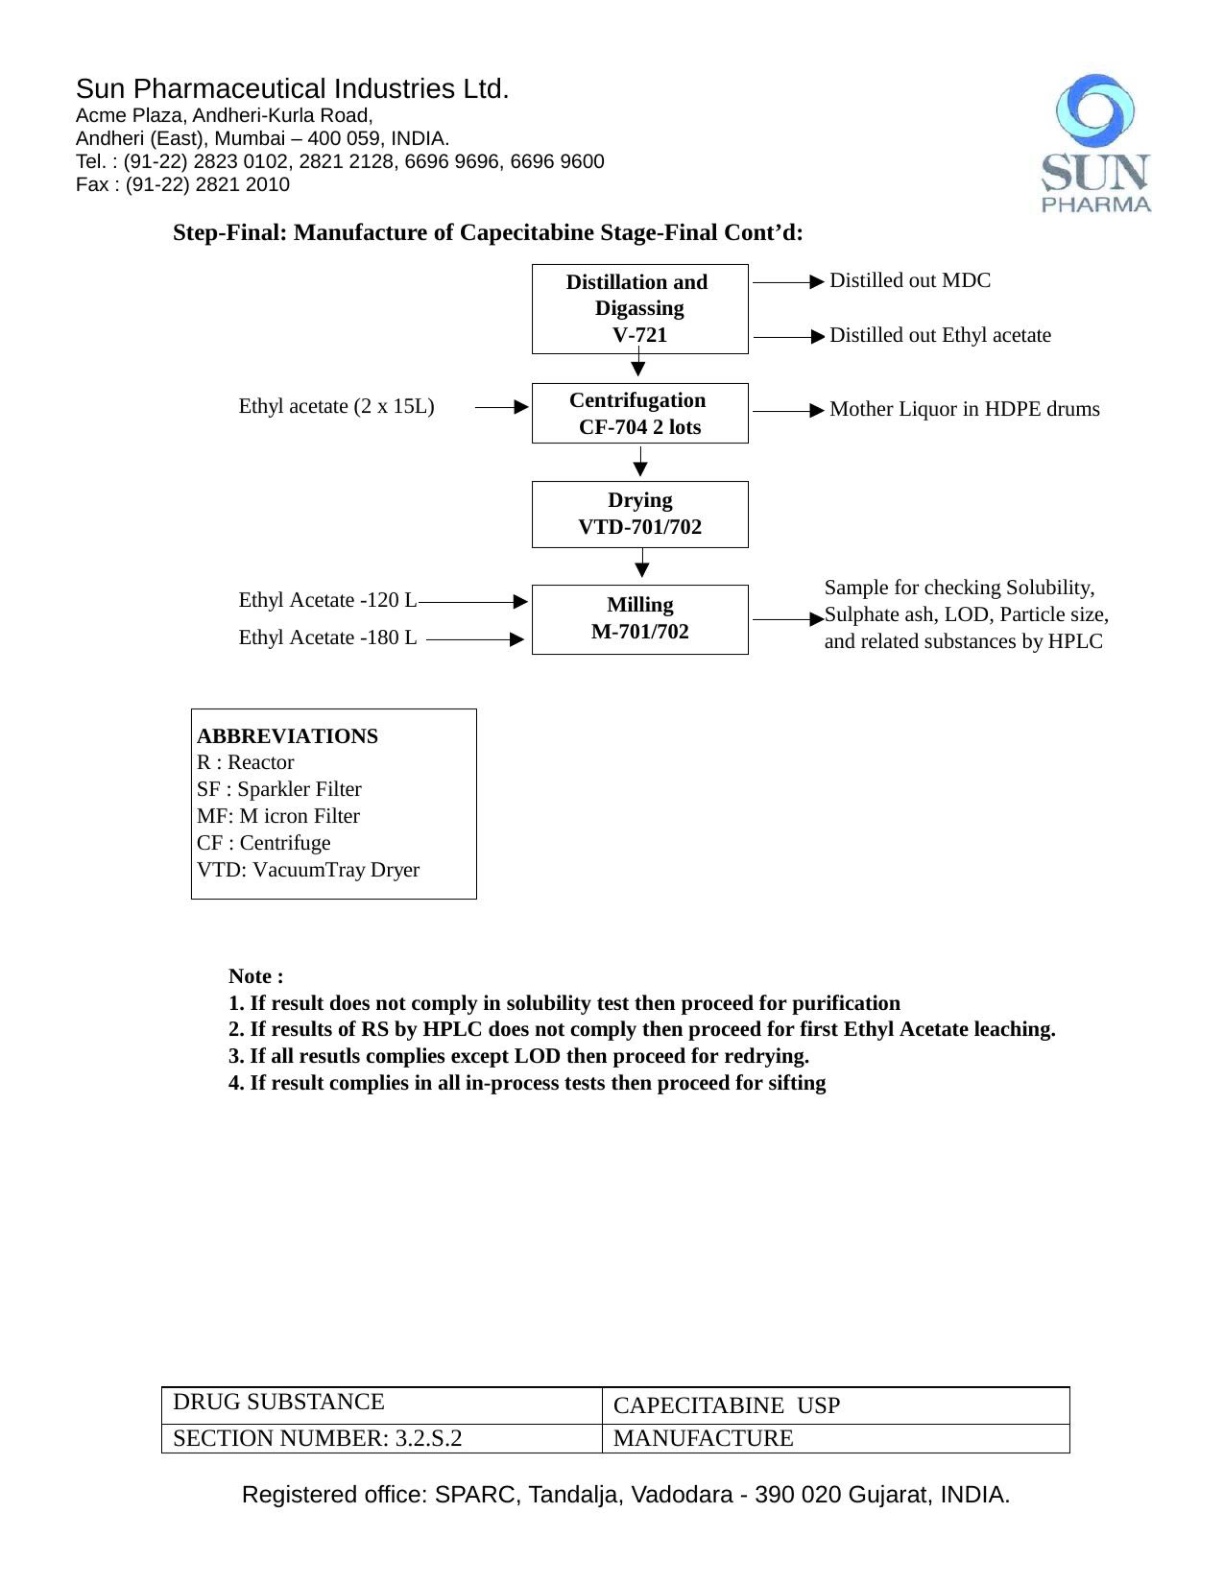 Sun Pharmaceutical Industries Ltd.
Acme Plaza, Andheri-Kurla Road,
Andheri (East), Mumbai – 400 059, INDIA.
Tel. : (91-22) 2823 0102, 2821 2128, 6696 9696, 6696 9600
Fax : (91-22) 2821 2010
SUN
PHARMA
Step-Final: Manufacture of Capecitabine Stage-Final Cont’d:
Distillation and
Digassing
V-721
Distilled out MDC
Distilled out Ethyl acetate
Ethyl acetate (2 x 15L)
Centrifugation
CF-704 2 lots
Mother Liquor in HDPE drums
Drying
VTD-701/702
Ethyl Acetate -120 L
Ethyl Acetate -180 L
Milling
M-701/702
Sample for checking Solubility,
Sulphate ash, LOD, Particle size,
and related substances by HPLC
ABBREVIATIONS
R : Reactor
SF : Sparkler Filter
MF: M icron Filter
CF : Centrifuge
VTD: VacuumTray Dryer
Note :
1. If result does not comply in solubility test then proceed for purification
2. If results of RS by HPLC does not comply then proceed for first Ethyl Acetate leaching.
3. If all resutls complies except LOD then proceed for redrying.
4. If result complies in all in-process tests then proceed for sifting
DRUG SUBSTANCE
CAPECITABINE  USP
SECTION NUMBER: 3.2.S.2
MANUFACTURE
Registered office: SPARC, Tandalja, Vadodara - 390 020 Gujarat, INDIA.